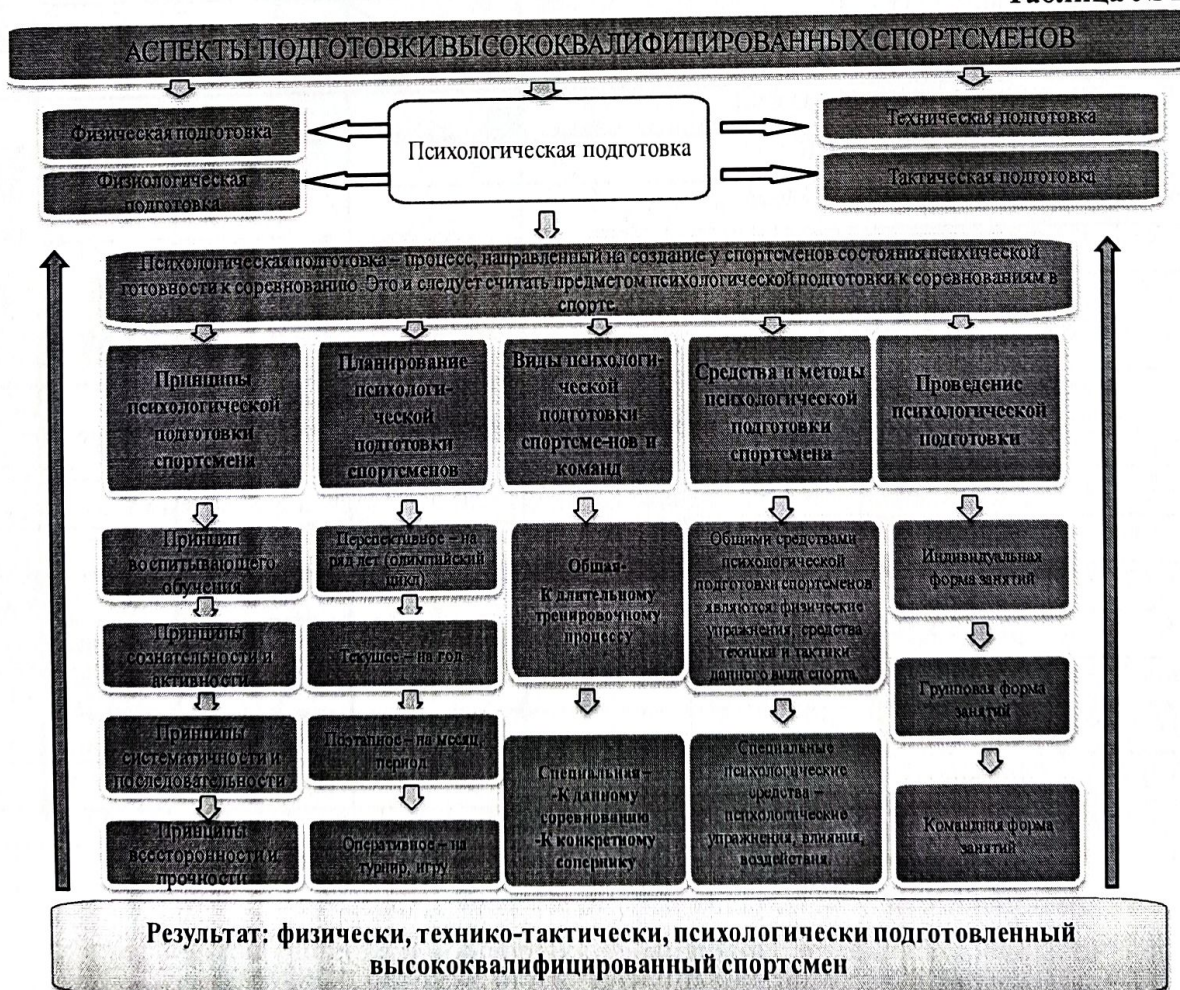 Таблица
АСПЕКТЫ ПОДГОТОВКИ ВЫСОКОКВАЛИФИЦИРОВАННЫХ СПОРТСМЕНОВ
Физическая подготовка
Физиологическая
подготовка
Психологическая подготовка
Техническая подготовка
Тактическая подготовка
Психологическая подготовка – процесс, направленный на создание у спортсменов состояния психической
готовности к соревнованию. Это и следует считать предметом психологической подготовки к соревнованиям в
спорте.
Принципы
психологической
подготовки
спортсмена
Принцип
воспитывающего
обучения
Принципы
сознательности и
активности
Принципы
систематичности и
последовательности
Принципы
всесторонности и
прочности
Планирование
психологи-
ческой
подготовки
спортсменов
Перспективное – на
ряд лет (олимпийский
цикл)
Текущее – на год
Поэтапное – на месяц,
период
Оперативное – на
турнир, игру
Виды психологи-
ческой
подготовки
спортсме-нов и
команд
Общая-
К длительному
тренировочному
процессу
Специальная –
-К данному
соревнованию
-К конкретному
сопернику
Средства и методы
психологической
подготовки
спортсмена
Общими средствами
психологической
подготовки спортсменов
являются: физические
упражнения, средства
техники и тактики
данного вида спорта.
Специальные
психологические
средства –
психологические
упражнения, влияния,
воздействия.
Проведение
психологической
подготовки
Индивидуальная
форма занятий
Групповая форма
занятий
Командная форма
занятий
Результат: физически, технико-тактически, психологически подготовленный
высококвалифицированный спортсмен